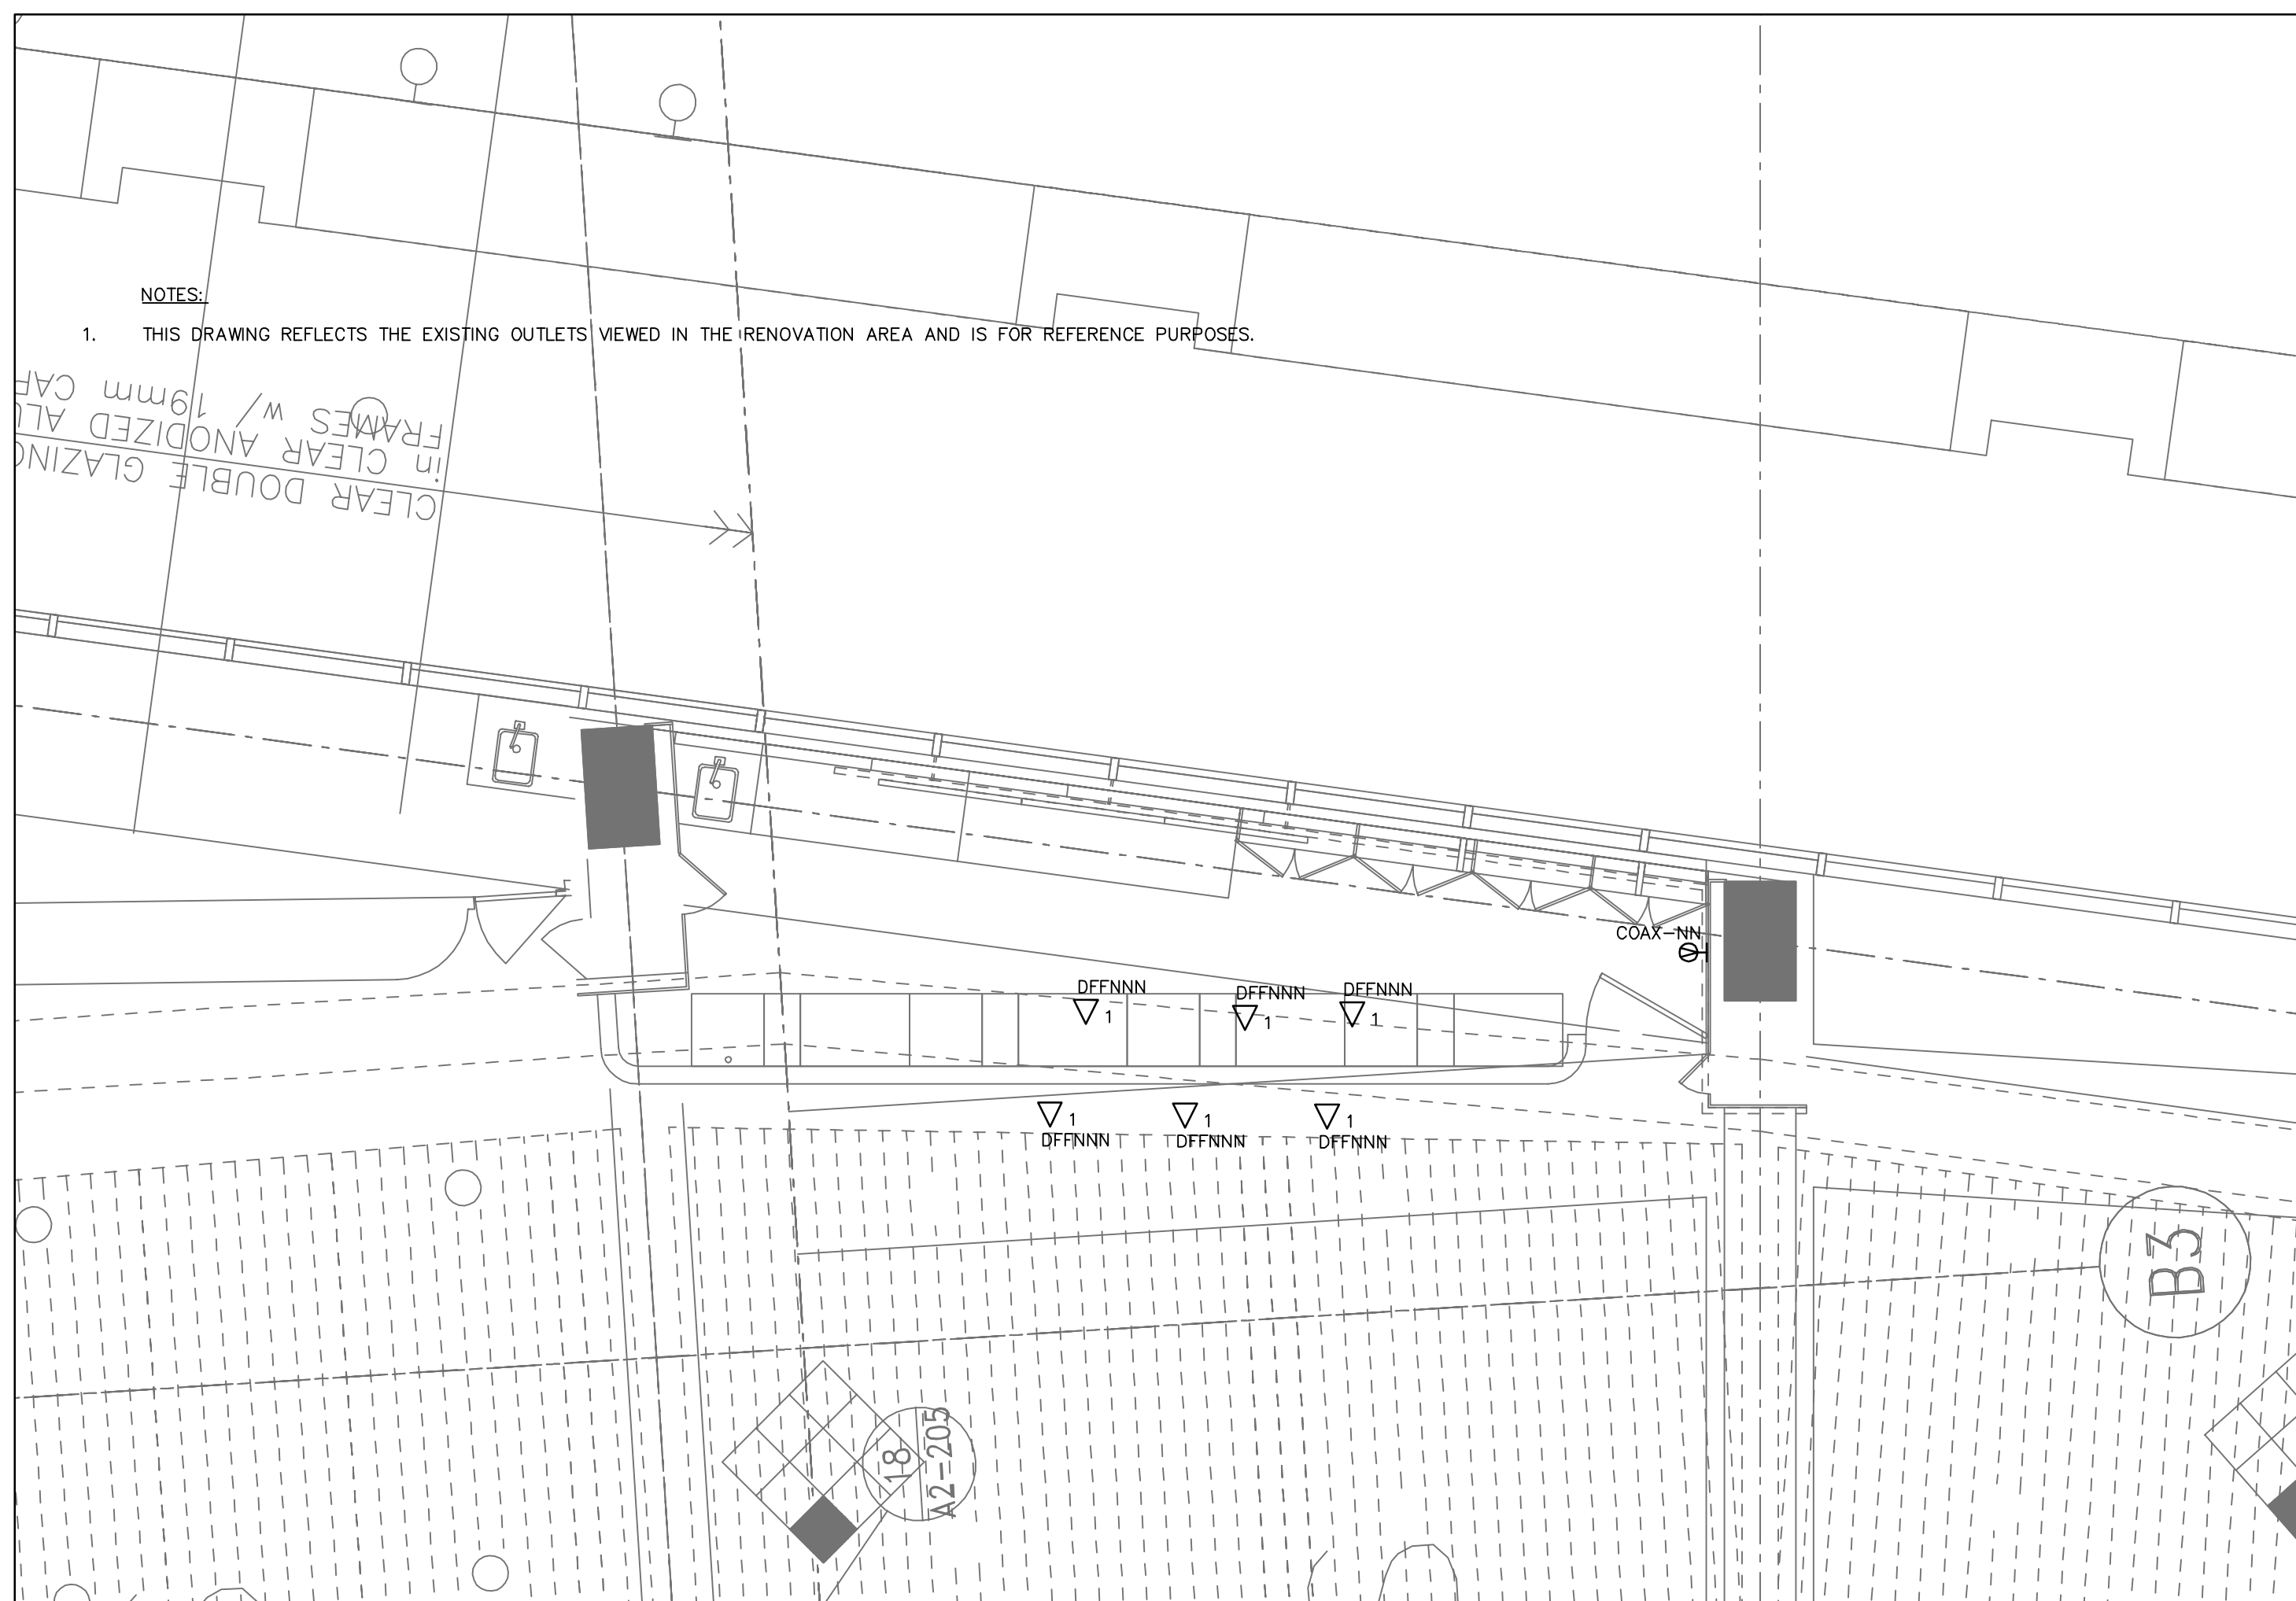 NOTES:
1. THIS DRAWING REFLECTS THE EXISTING OUTLETS VIEWED IN THE RENOVATION AREA AND IS FOR REFERENCE PURPOSES.
CLEAR DOUBLE GLAZING
in CLEAR ANODIZED
FRAMES w/ 19mm
COAX-NN
DFFNNN
1
DFFNNN
1
DFFNNN
1
1
DFFNNN
1
DFFNNN
1
DFFNNN
B3
18
A2-205